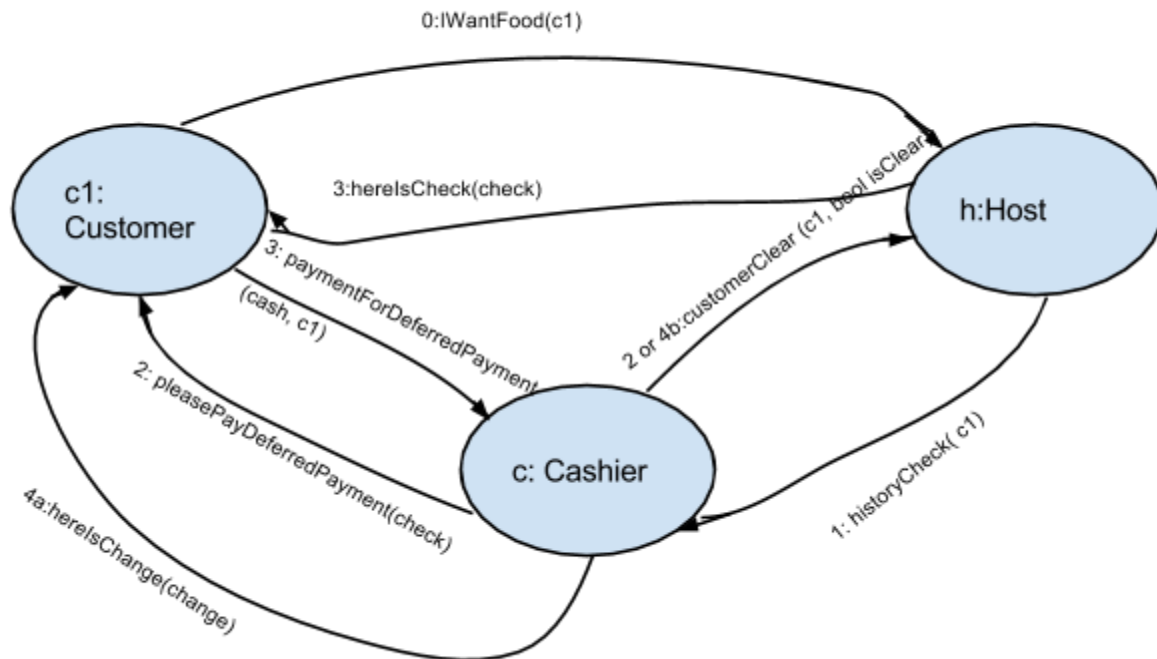 0:IWantFood(c1)
c1:
Customer
3:hereIsCheck(check)
h:Host
2 or 4b:customerClear (c1, bool isClear)
3: paymentForDeferredPayment
(cash, c1)
2: pleasePayDeferredPayment(check)
c: Cashier
1: historyCheck( c1)
4a:hereIsChange(change)